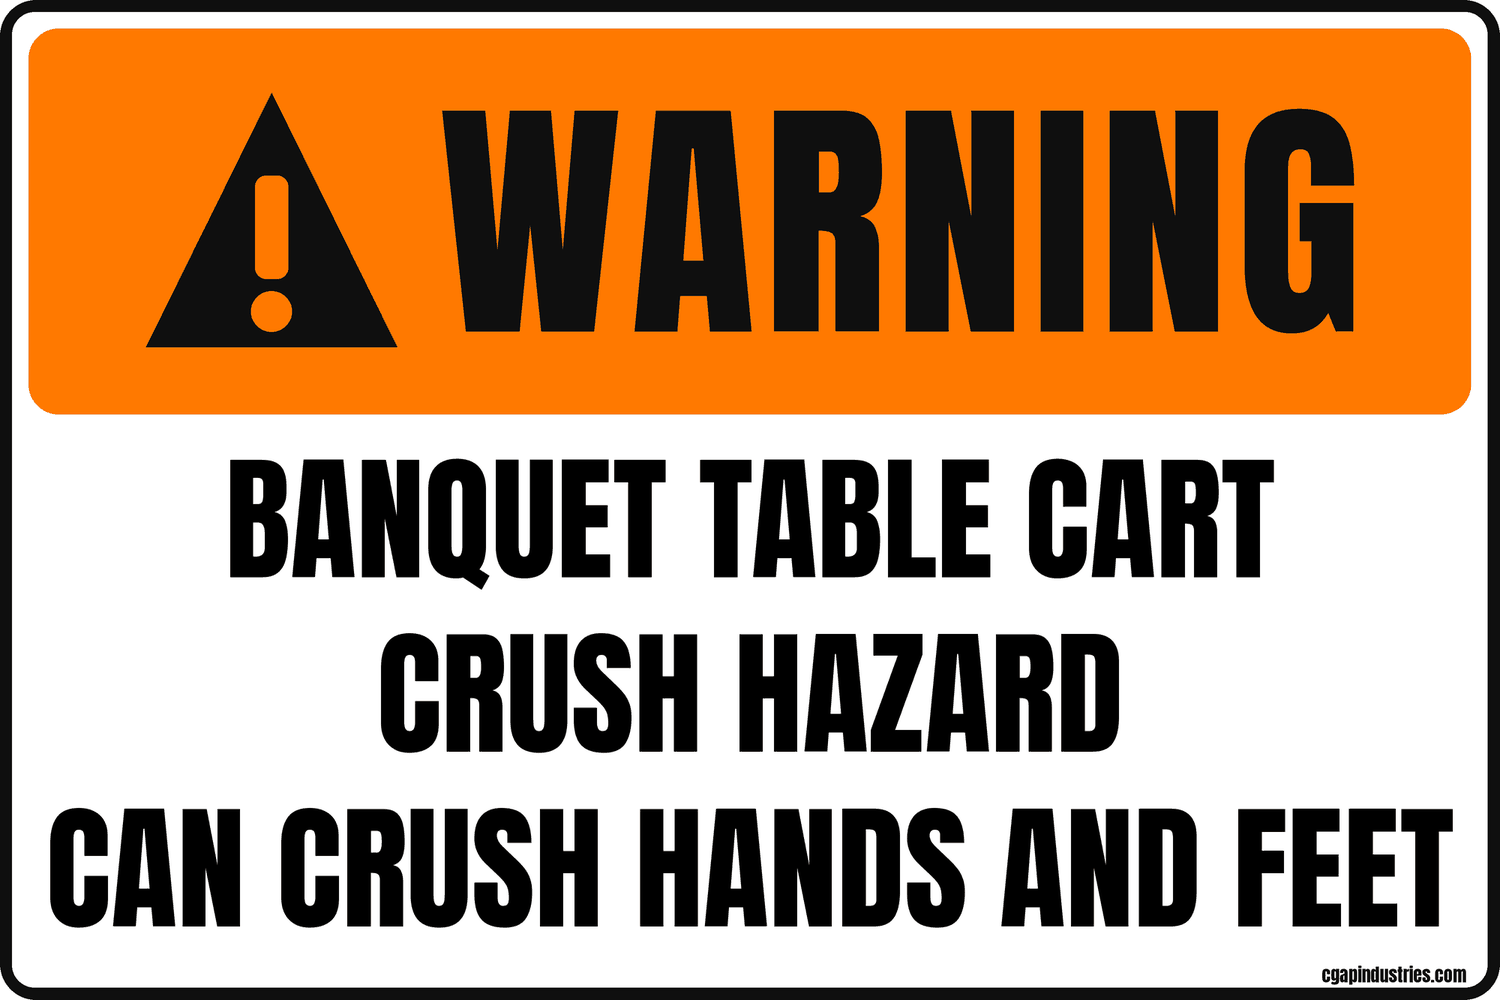 WARNING
BANQUET TABLE CART
CRUSH HAZARD
CAN CRUSH HANDS AND FEET
cgapindustries.com